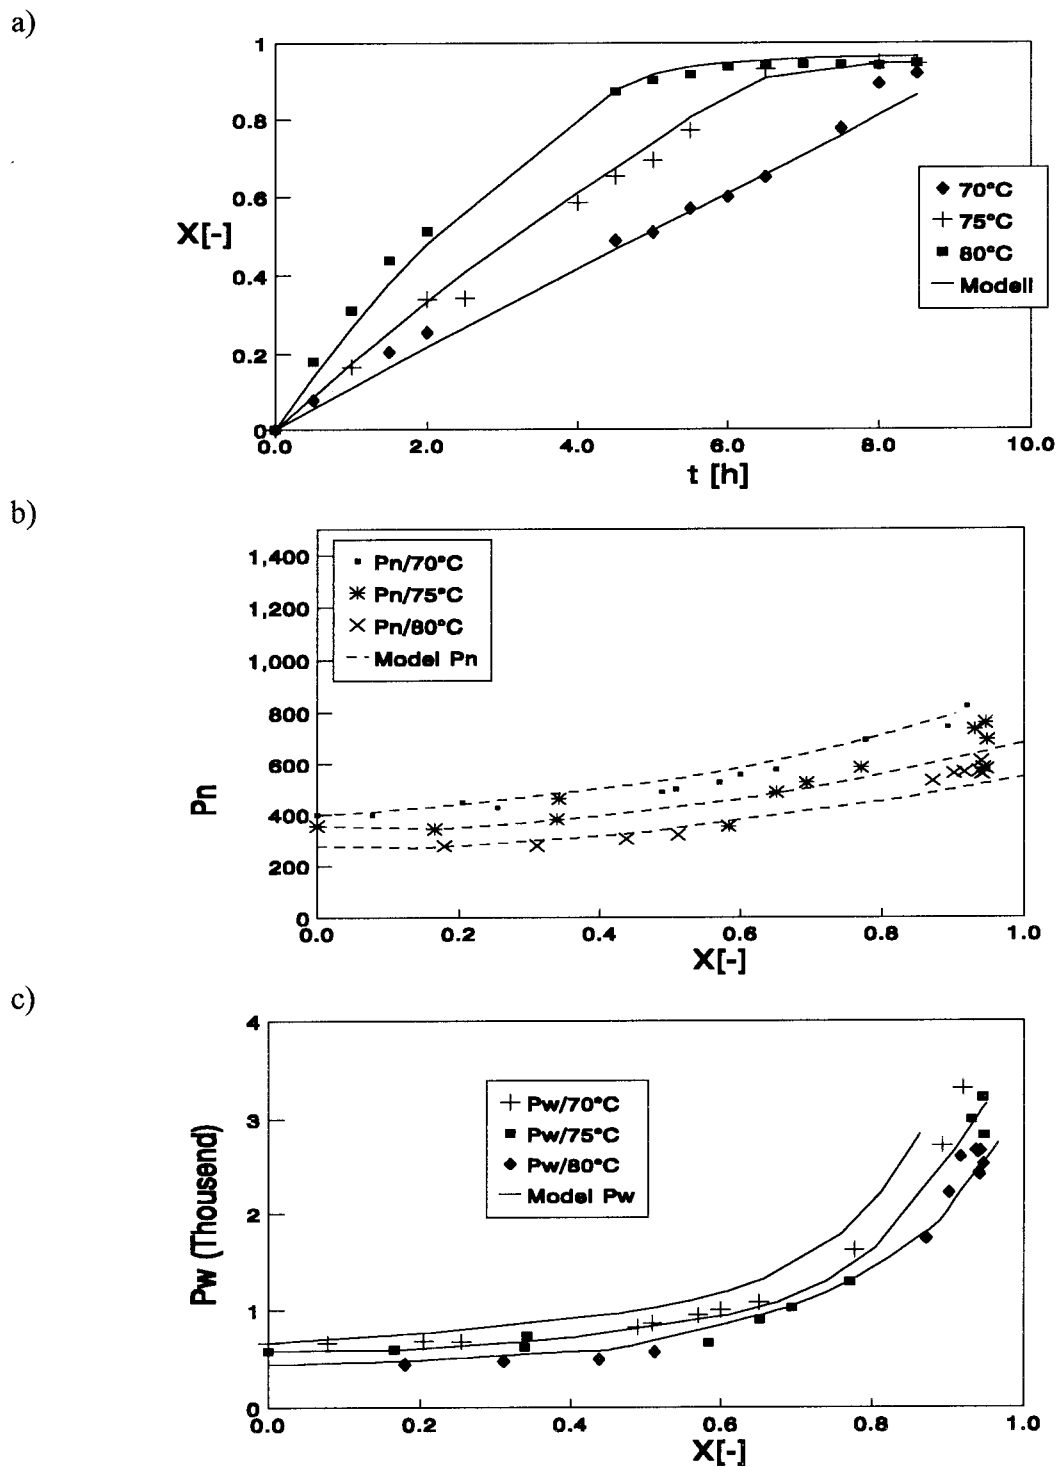 a)
1
0.8
0.6
0.4
0.2
0
X[-]
0.0
2.0
4.0
6.0
8.0
10.0
t [h]
70°C
75°C
80°C
Modell
b)
1,400
1,200
1,000
800
600
400
200
0
Pn
Pn/70°C
Pn/75°C
Pn/80°C
Model Pn
0.0
0.2
0.4
0.6
0.8
1.0
X[-]
c)
4
3
2
1
0
Pw (Thousend)
Pw/70°C
Pw/75°C
Pw/80°C
Model Pw
0.0
0.2
0.4
0.6
0.8
1.0
X[-]